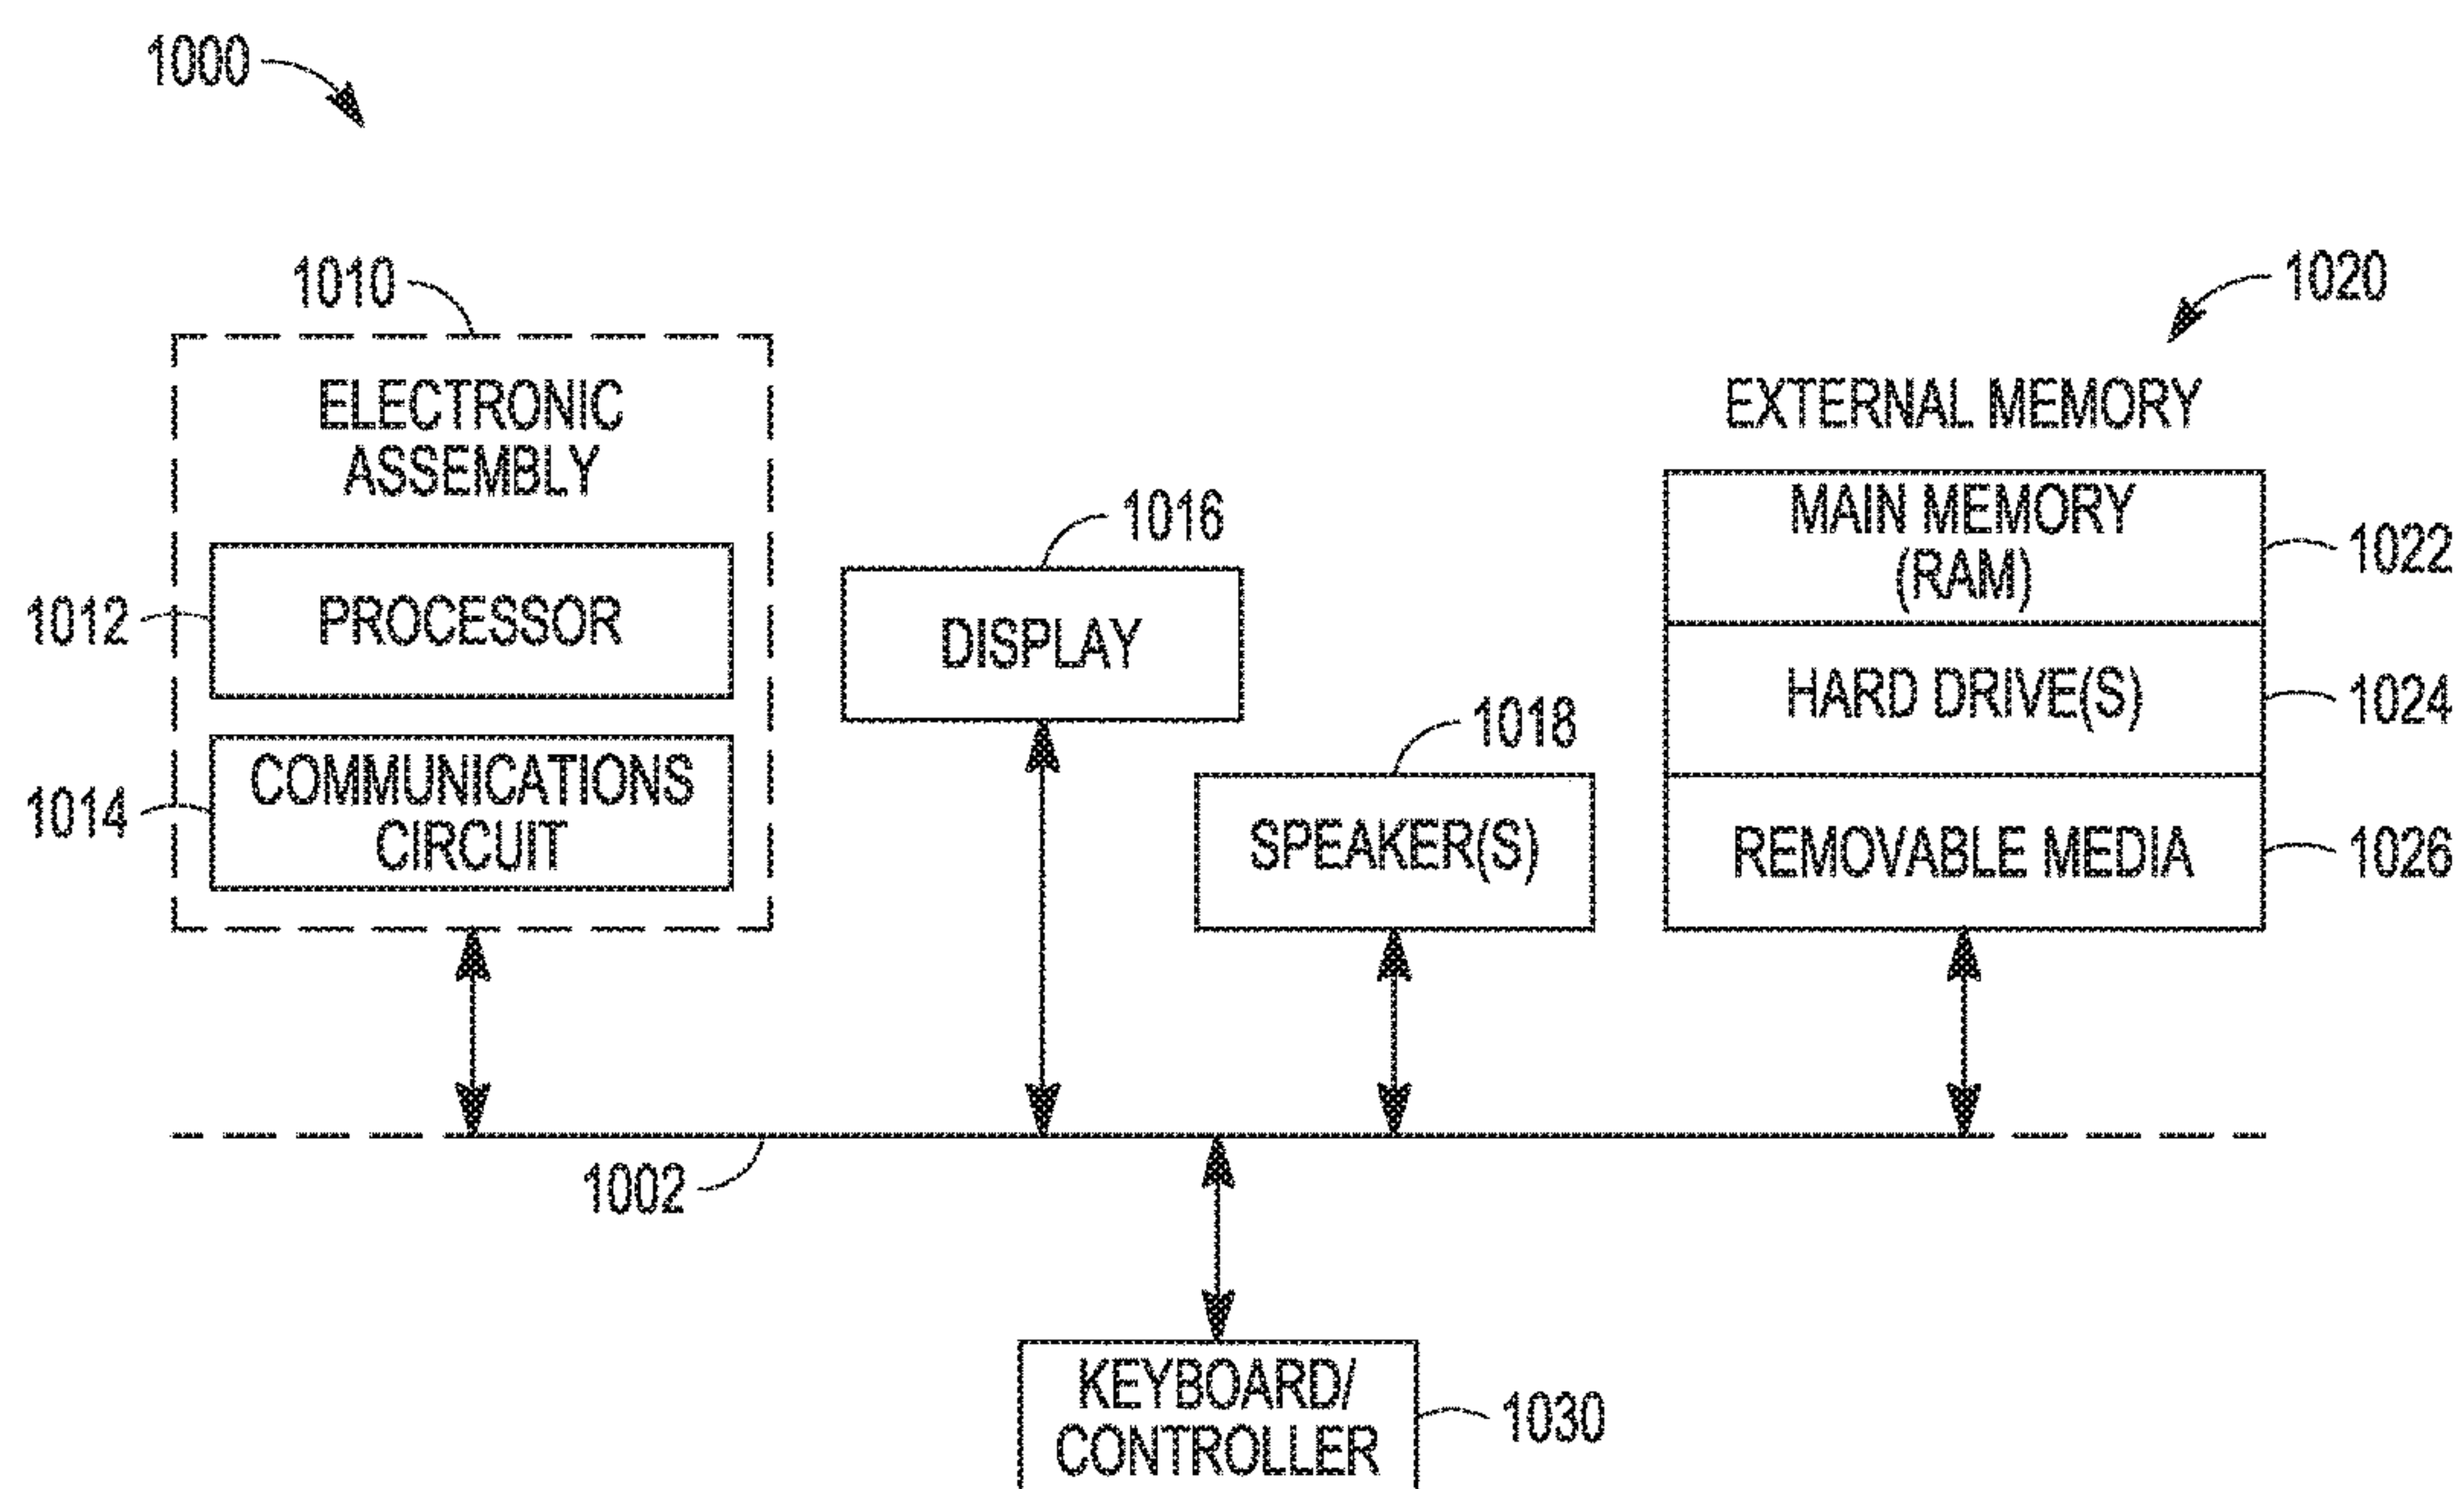 1000
1010
1020
ELECTRONIC
ASSEMBLY
EXTERNAL MEMORY
1016
MAIN MEMORY
(RAM)
1022
1012
PROCESSOR
DISPLAY
HARD DRIVE(S)
1024
1018
1014
COMMUNICATIONS
CIRCUIT
SPEAKER(S)
REMOVABLE MEDIA
1026
1002
KEYBOARD/
CONTROLLER
1030